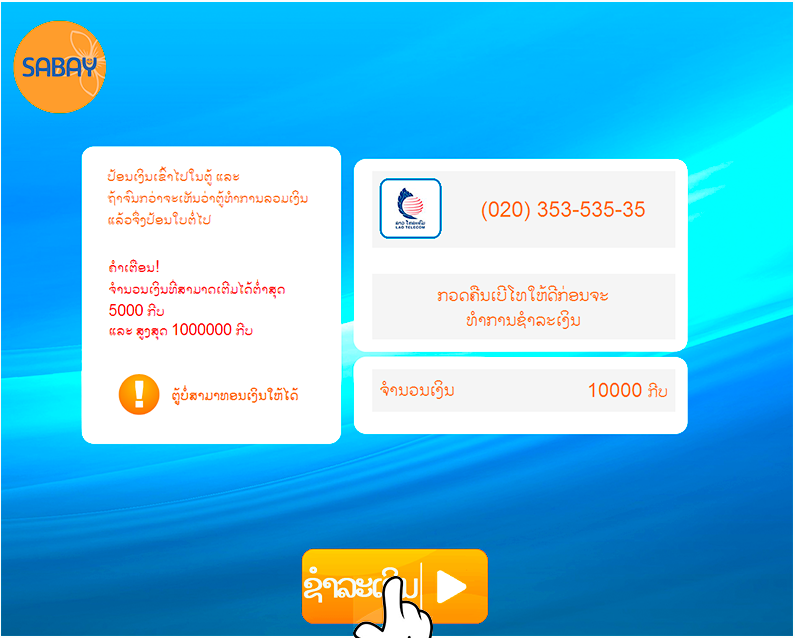 SABAY
ປ້ອນເງິນເຂົ້າໄປໃນຕູ້ ແລະ
ຖ້າຈົນກວ່າຈະເຫັນວ່າຕູ້ທຳການລວມເງິນ
ແລ້ວຈຶ່ງປ້ອນໃບຕໍ່ໄປ
ຄຳເຕືອນ!
ຈຳນວນເງິນທີ່ສາມາດເຕີມໄດ້ຕ່ຳສຸດ
5000 ກີບ
ແລະ ສູງສຸດ 1000000 ກີບ
ຕູ້ບໍ່ສາມາທອນເງິນໃຫ້ໄດ້
ລາວ ໂທລະຄົມ
LAO TELECOM
(020) 353-535-35
ກວດຄືນເບີໂທໃຫ້ດີກ່ອນຈະ
ທຳການຊຳລະເງິນ
ຈຳນວນເງິນ 10000 ກີບ
ຊຳລະເງິນ